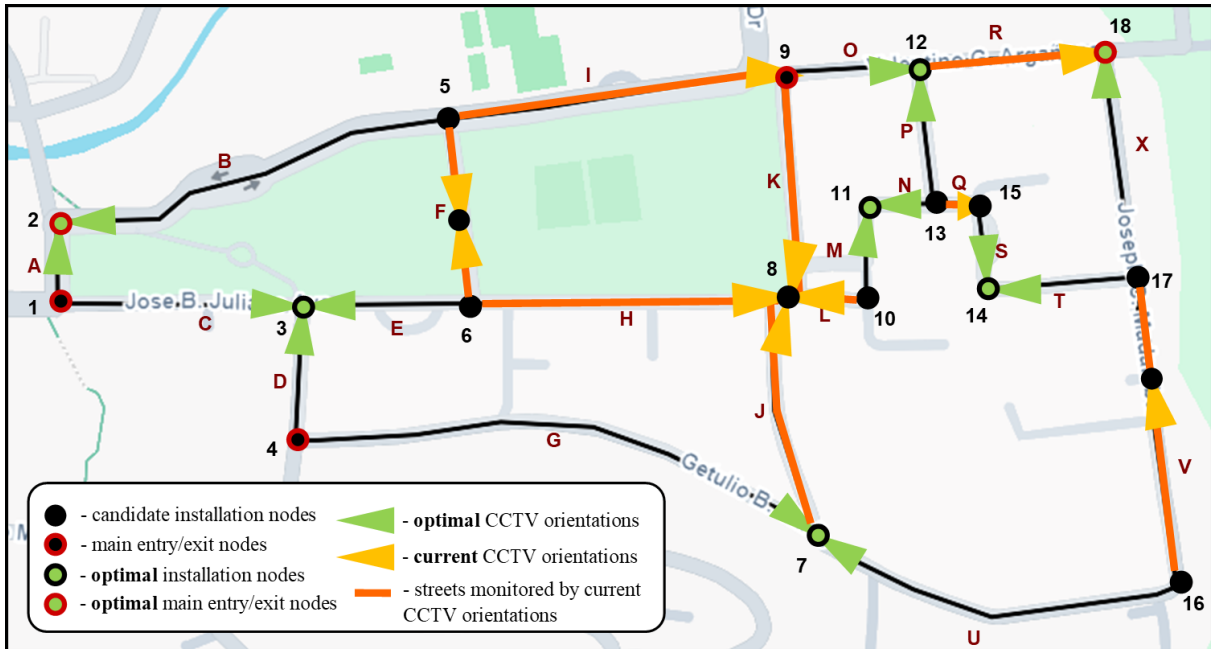 Dr
9
O
12
R
18
Argan
5
I
B
P
X
K
2
F
11
N
Q
15
M
13
S
A
Jose B. Julia
8
17
1
C
3
E
6
H
L
10
14
T
D
J
4
G
Getulio B.
V
7
16
U
- candidate installation nodes
- main entry/exit nodes
- optimal installation nodes
- optimal main entry/exit nodes
- optimal CCTV orientations
- current CCTV orientations
- streets monitored by current
CCTV orientations